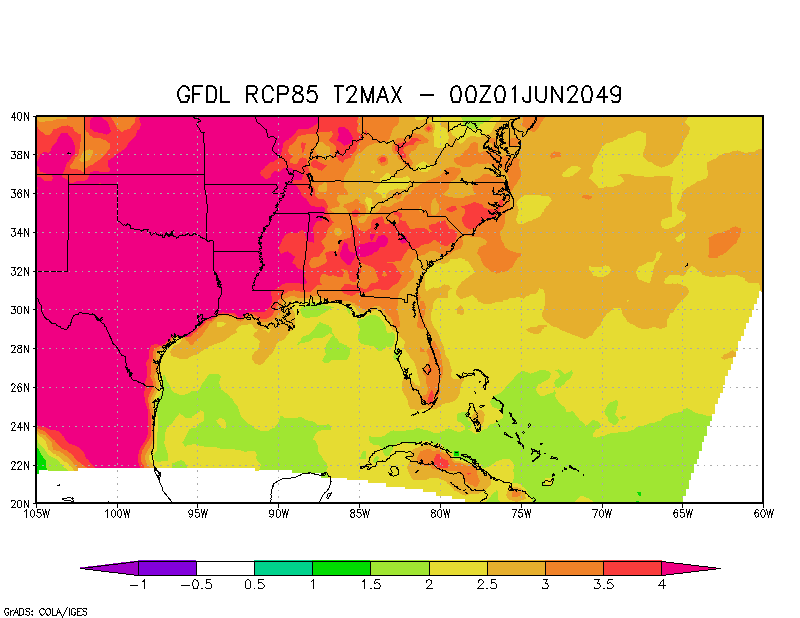 GFDL RCP85 T2MAX – 00Z01JUN2049
40N
38N
36N
34N
32N
30N
28N
26N
24N
22N
20N
105W 100W 95W 90W 85W 80W 75W 70W 65W 60W
-1 -0.5 0.5 1 1.5 2 2.5 3 3.5 4
GrADS: COLA/IGES